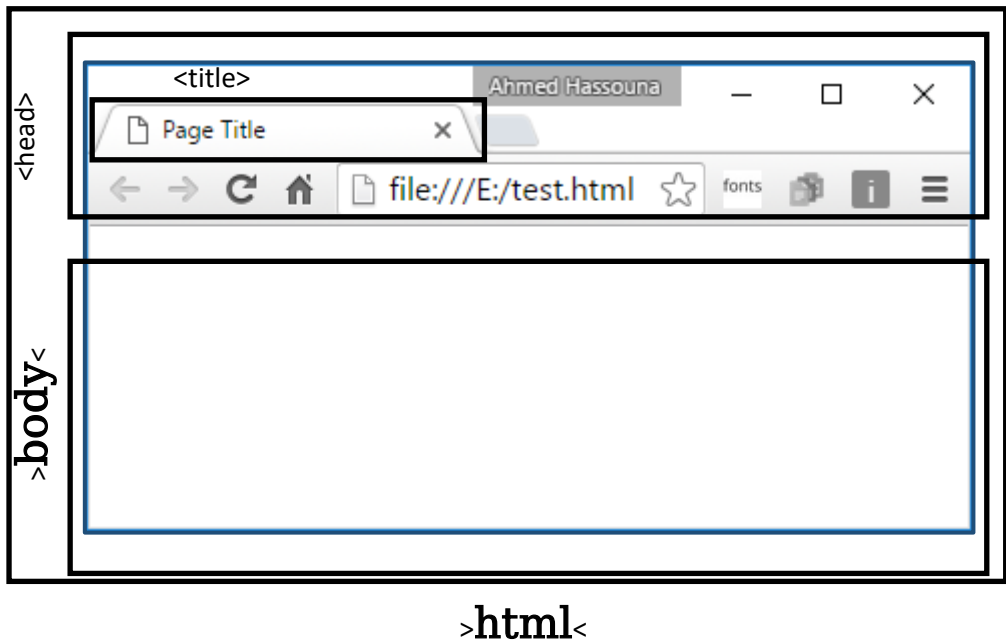 <title>
Ahmed Hassouna
<head>
Page Title
file:///E:/test.html
fonts
i
>body<
>html<